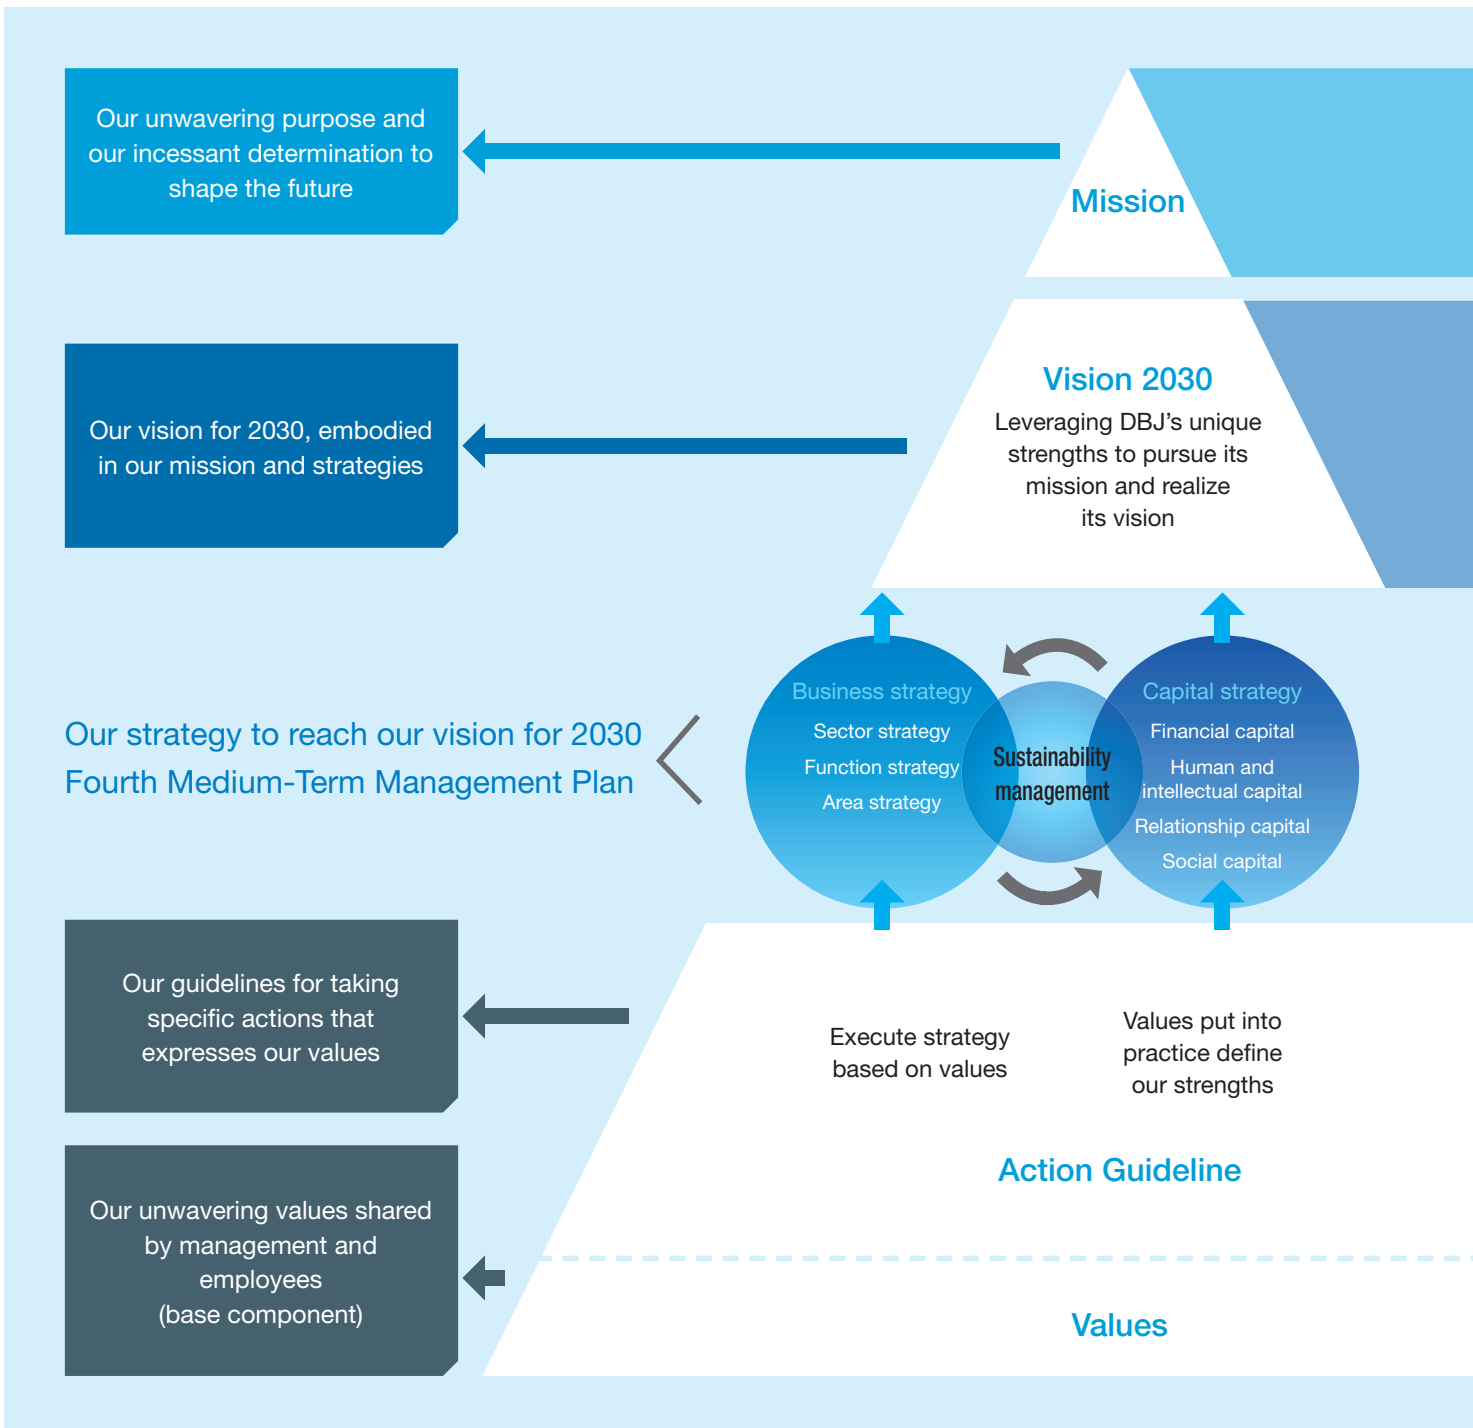 Our unwavering purpose and
our incessant determination to
shape the future
Mission
Our vision for 2030, embodied
in our mission and strategies
Vision 2030
Leveraging DBJ’s unique
strengths to pursue its
mission and realize
its vision
Our strategy to reach our vision for 2030
Fourth Medium-Term Management Plan
Business strategy
Sector strategy
Function strategy
Area strategy
Sustainability
management
Capital strategy
Financial capital
Human and
intellectual capital
Relationship capital
Social capital
Our guidelines for taking
specific actions that
expresses our values
Execute strategy
based on values
Values put into
practice define
our strengths
Action Guideline
Our unwavering values shared
by management and
employees
(base component)
Values